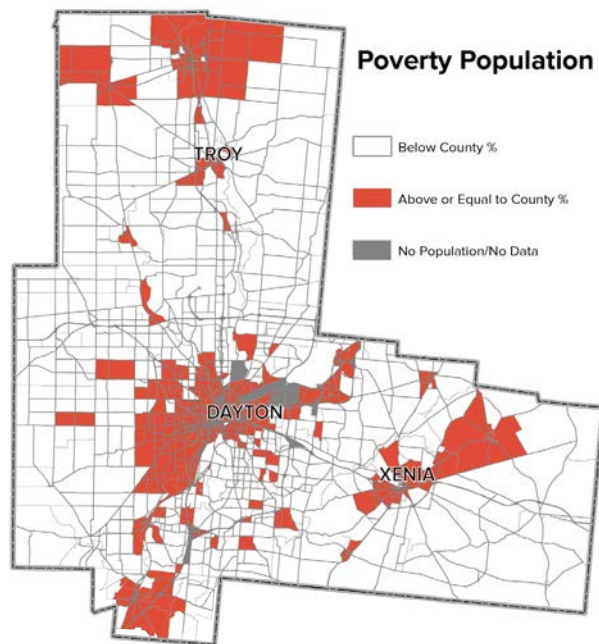 Poverty Population
TROY
Below County %
Above or Equal to County %
No Population/No Data
DAYTON
XENIA